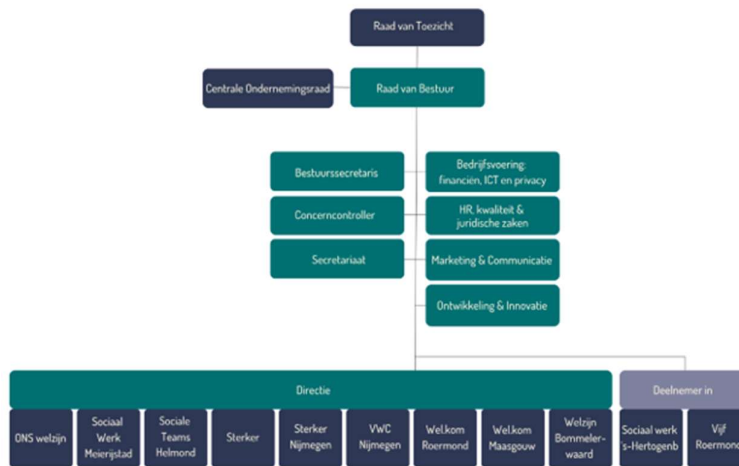 Raad van Toezicht
Centrale Ondernemingsraad
Raad van Bestuur
Bestuurssecretaris
Bedrijfsvoering:
financiën, ICT en privacy
Concerncontroller
HR, kwaliteit &
juridische zaken
Secretariaat
Marketing & Communicatie
Ontwikkeling & Innovatie
Directie
Deelnemer in
ONS welzijn
Sociaal
Werk
Meierijstad
Sociale
Teams
Helmond
Sterker
Sterker
Nijmegen
VWC
Nijmegen
Wel.kom
Roermond
Wel.kom
Maasgouw
Welzijn
Bommeler-
waard
Sociaal werk
's-Hertogenb
Vijf
Roermond